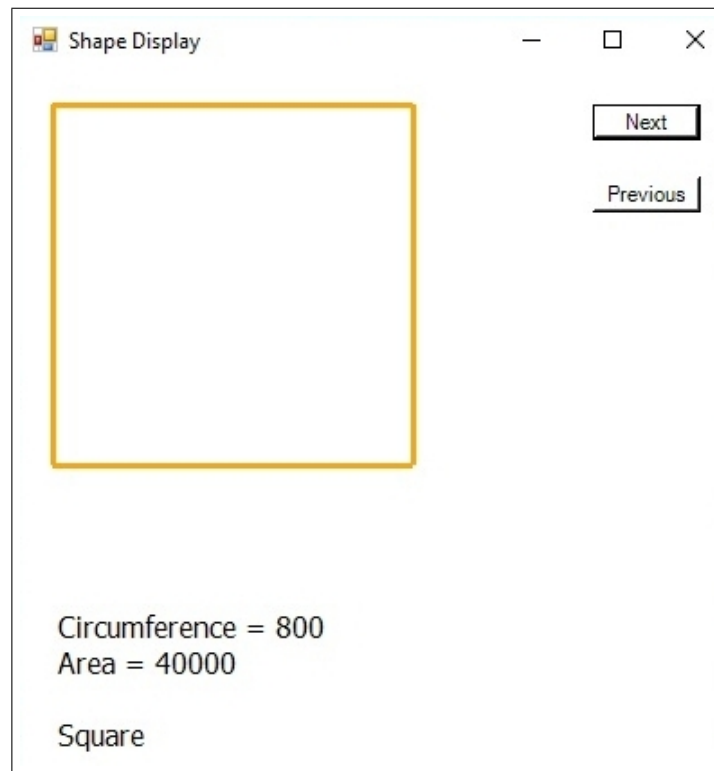 Shape Display
Next
Previous
Circumference = 800
Area = 40000
Square